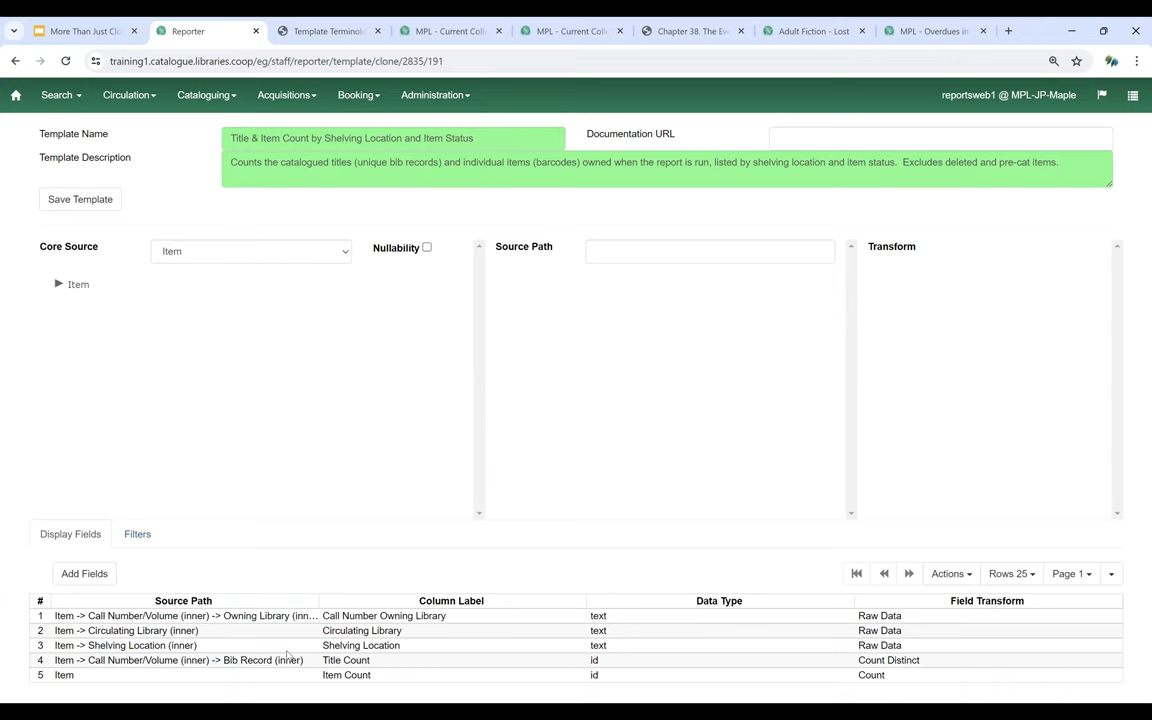 More Than Just Clo
Reporter
Template Terminolo
MPL - Current Coll
MPL - Current Coll
Chapter 38. The Ev
Adult Fiction - Lost
MPL - Overdues in
training1.catalogue.libraries.coop/eg/staff/reporter/template/clone/2835/191
Search Circulation Cataloguing Acquisitions Booking Administration reportsweb1 @ MPL-JP-Maple
Template Name Title & Item Count by Shelving Location and Item Status Documentation URL
Template Description Counts the catalogued titles (unique bib records) and individual items (barcodes) owned when the report is run, listed by shelving location and item status. Excludes deleted and pre-cat items.
Save Template
Core Source Item Nullability Source Path Transform
Item
Display Fields Filters
Add Fields Actions Rows 25 Page 1
# Source Path Column Label Data Type Field Transform
1 Item -> Call Number/Volume (inner) -> Owning Library (inn... Call Number Owning Library text Raw Data
2 Item -> Circulating Library (inner) Circulating Library text Raw Data
3 Item -> Shelving Location (inner) Shelving Location text Raw Data
4 Item -> Call Number/Volume (inner) -> Bib Record (inner) Title Count id Count Distinct
5 Item Item Count id Count